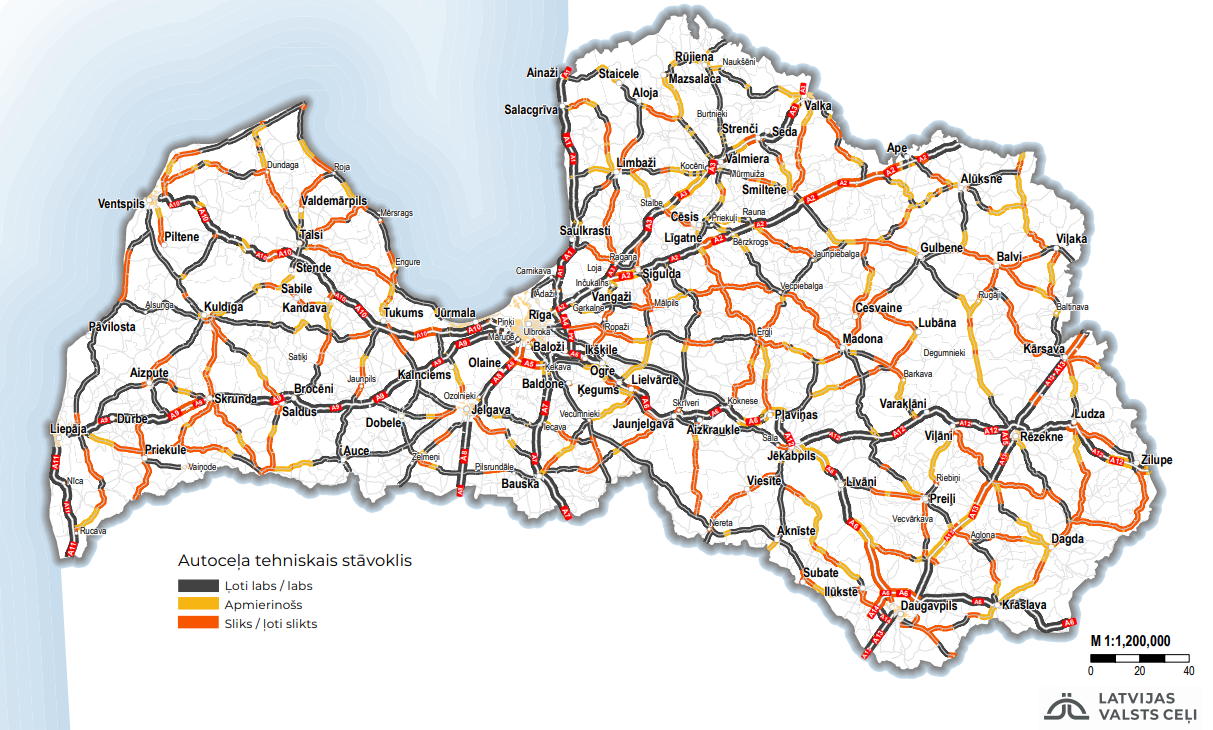 Rūjiena
Naukšēni
Ainaži
Staicele
Mazsalaca
Aloja
Salacgrīva
Valka
Burtnieki
Strenči
Seda
Ape
Dundaga
Roja
Limbaži
Kocēni
Valmiera
Mūrmuiža
Smiltene
Alūksne
Ventspils
Valdemārpils
Mērsrags
Stalbe
Cēsis
Priekuļi
Rauna
Piltene
Talsi
Saulkrasti
Līgatne
Bērzkrogs
Viļaka
Stende
Engure
Ragana
Jaunpiebalga
Gulbene
Balvi
Carnikava
Loja
Sigulda
Inčukalns
Sabile
Ādaži
Vangaži
Vecpiebalga
Rugāji
Alsunga
Kuldīga
Kandava
Tukums
Jūrmala
Rīga
Garkalne
Mālpils
Cesvaine
Baltinava
Pāvilosta
Piņķi
Ulbroka
Ropaži
Ērgļi
Lubāna
Mārupe
Baloži
Ikšķile
Madona
Degumnieki
Kārsava
Satiķi
Olaine
Ķekava
Ogre
Aizpute
Jaunpils
Kalnciems
Baldone
Lielvārde
Barkava
Brocēni
Ozolnieki
Ķegums
Skrunda
Saldus
Jelgava
Vecumnieki
Skrīveri
Koknese
Varakļāni
Durbe
Dobele
Iecava
Jaunjelgava
Pļaviņas
Ludza
Liepāja
Aizkraukle
Sala
Viļāni
Rēzekne
Priekule
Auce
Zaļmeņi
Jēkabpils
Zilupe
Vaiņode
Pilsrundāle
Nīca
Bauska
Viesīte
Līvāni
Riebiņi
Preiļi
Rucava
Nereta
Aknīste
Vecvārkava
Aglona
Dagda
Subate
Ilūkste
Daugavpils
Krāslava
Autoceļa tehniskais stāvoklis
Ļoti labs / labs
Apmierinošs
Sliks / ļoti slikts
M 1:1,200,000
0 20 40
LATVIJAS
VALSTS CEĻI